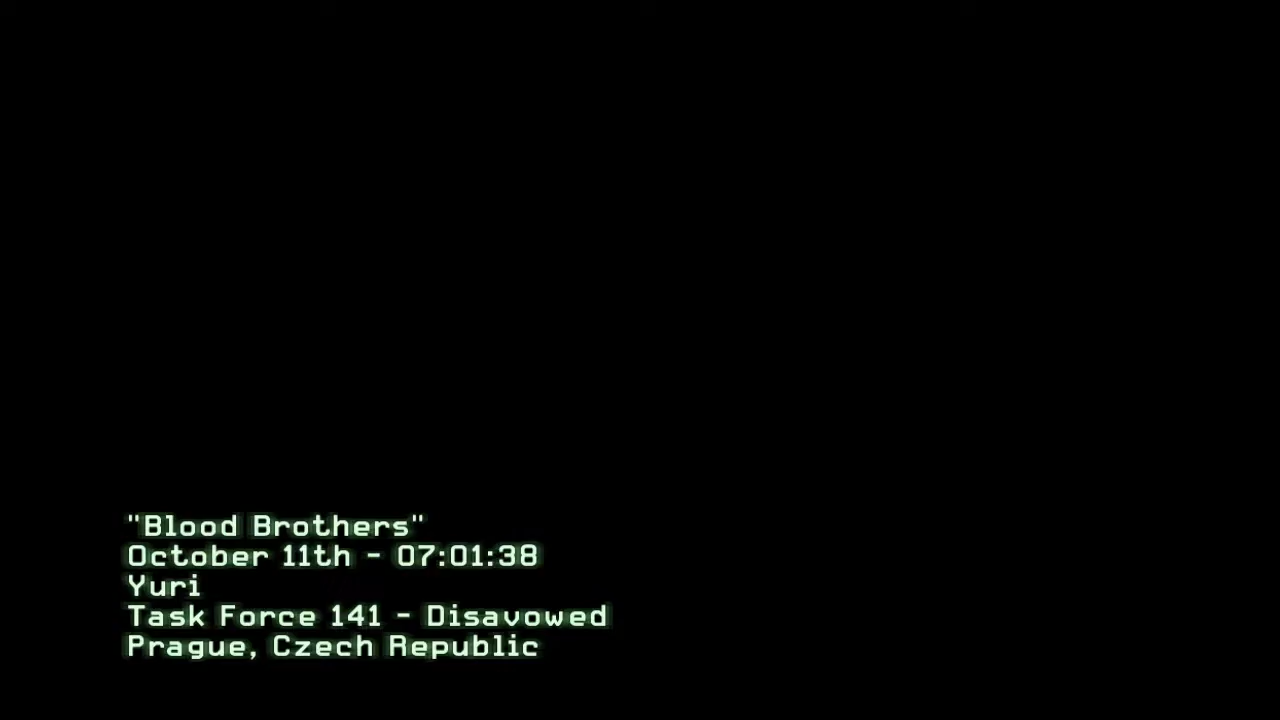 "Blood Brothers"
October 11th - 07:01:38
Yuri
Task Force 141 - Disavowed
Prague, Czech Republic